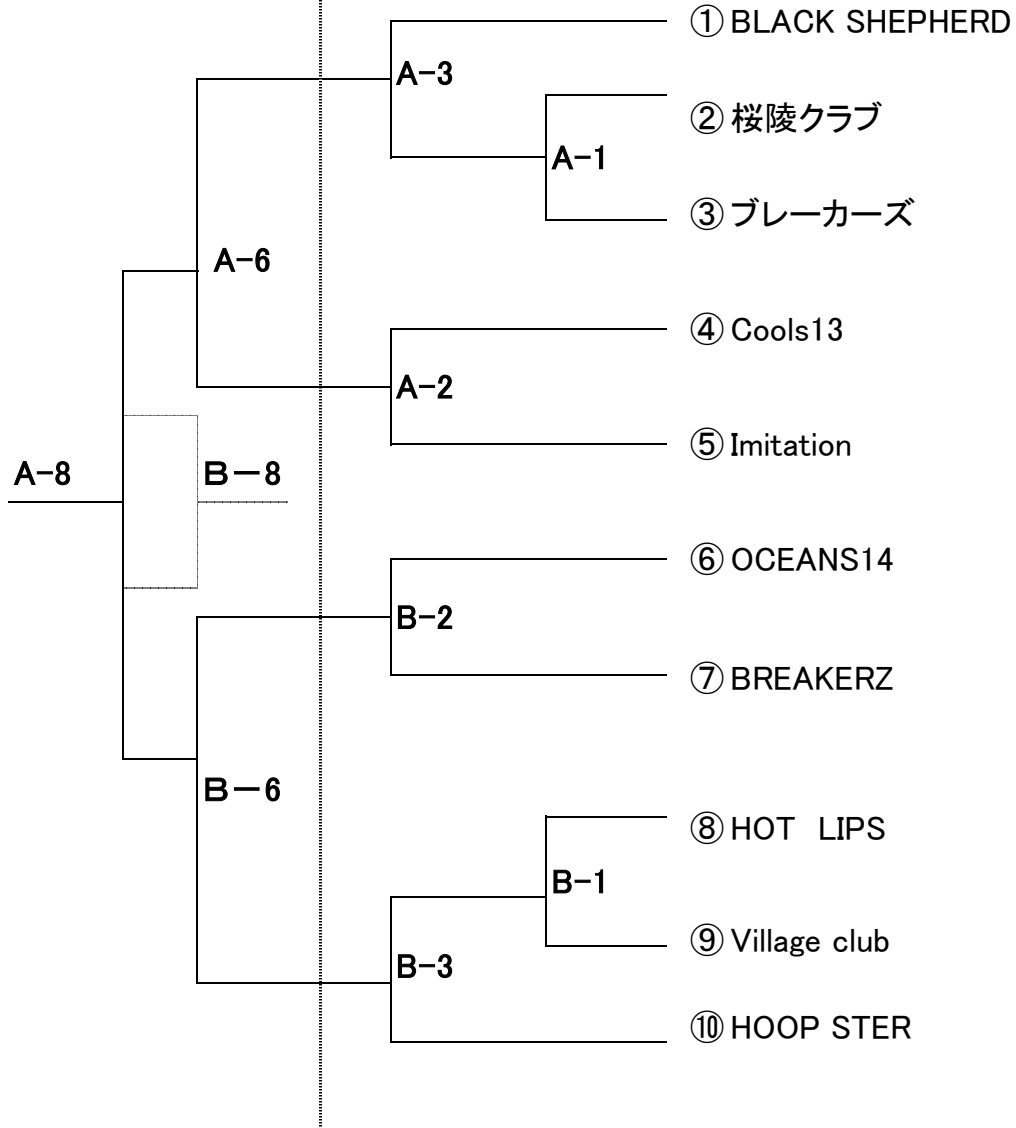 ① BLACK SHEPHERD
A-3
② 桜陵クラブ
A-1
③ ブレーカーズ
A-6
④ Cools13
A-2
⑤ Imitation
A-8
B-8
⑥ OCEANS14
B-2
⑦ BREAKERZ
B-6
⑧ HOT　LIPS
B-1
⑨ Village club
B-3
⑩ HOOP STER